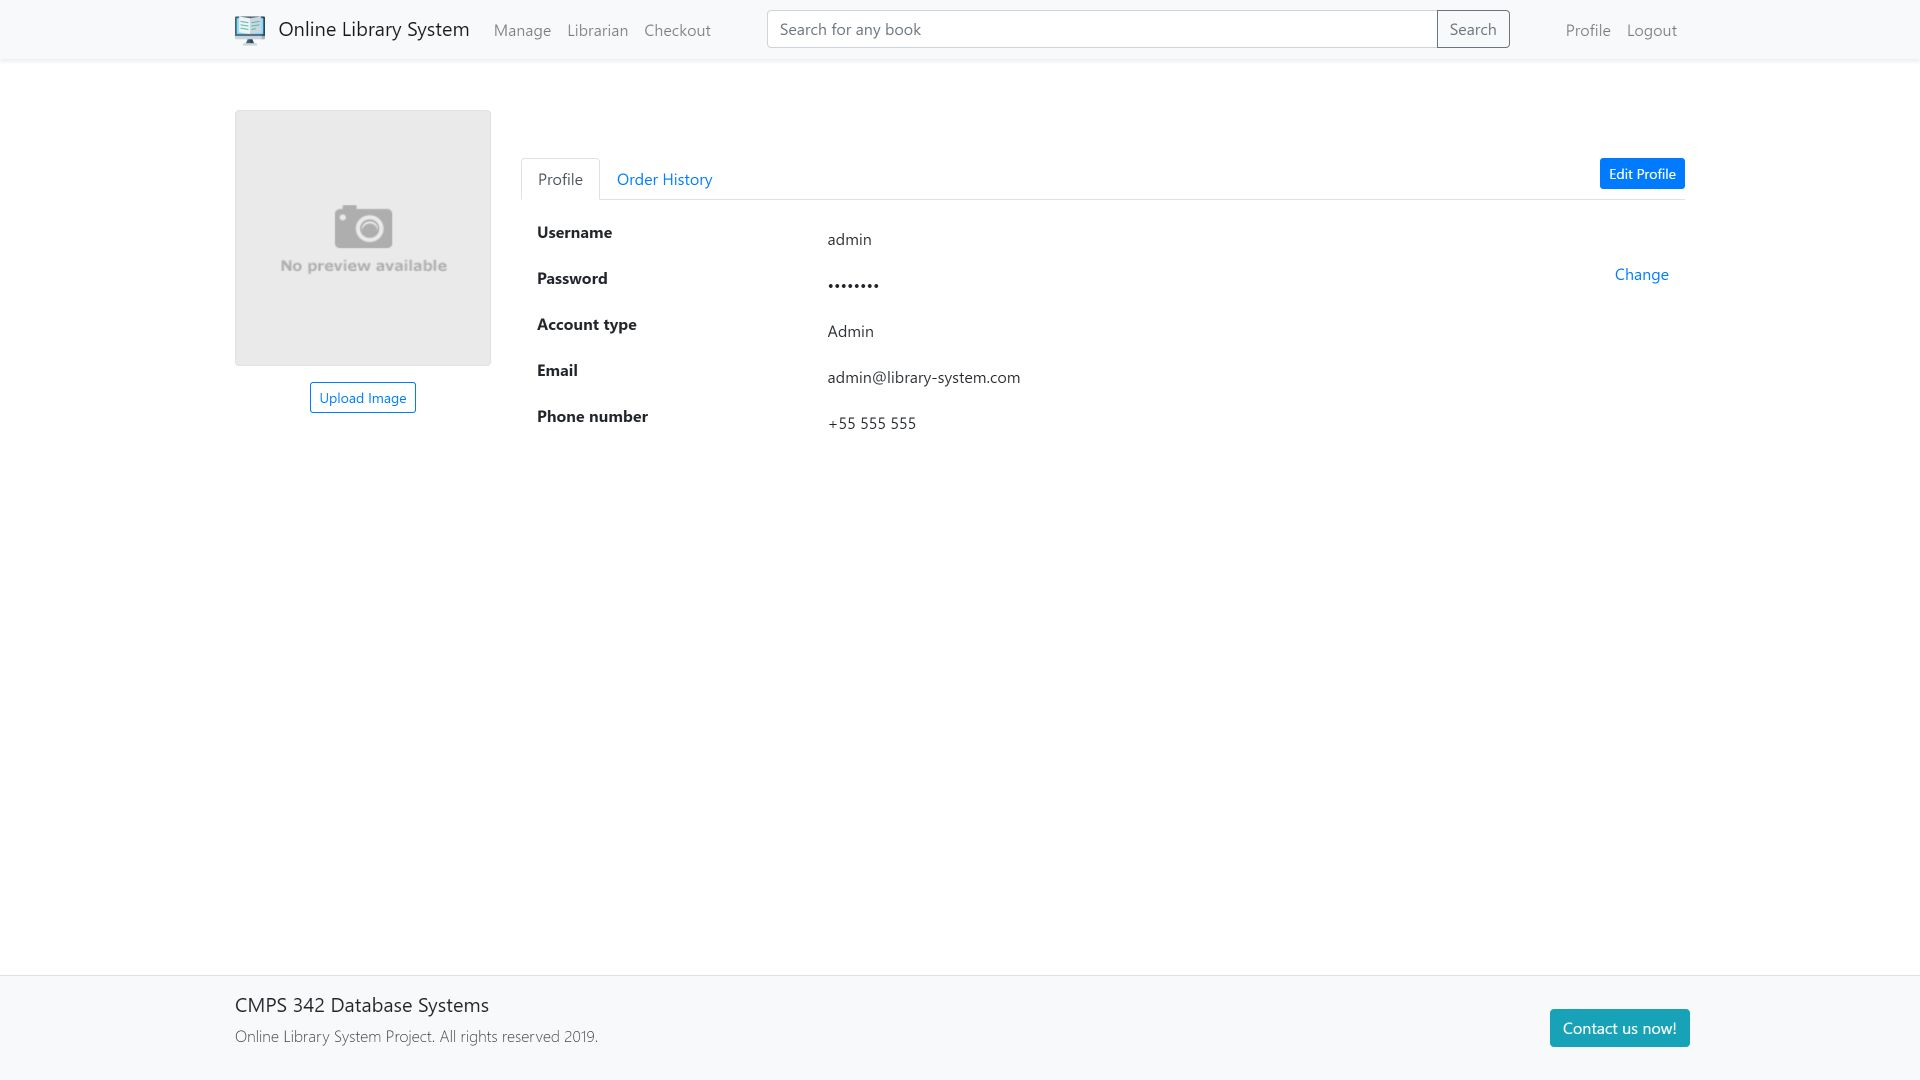 Online Library System Manage Librarian Checkout Search for any book Search Profile Logout
No preview available
Upload Image
Profile Order History Edit Profile
Username admin
Password •••••••• Change
Account type Admin
Email admin@library-system.com
Phone number +55 555 555
CMPS 342 Database Systems
Online Library System Project. All rights reserved 2019.
Contact us now!